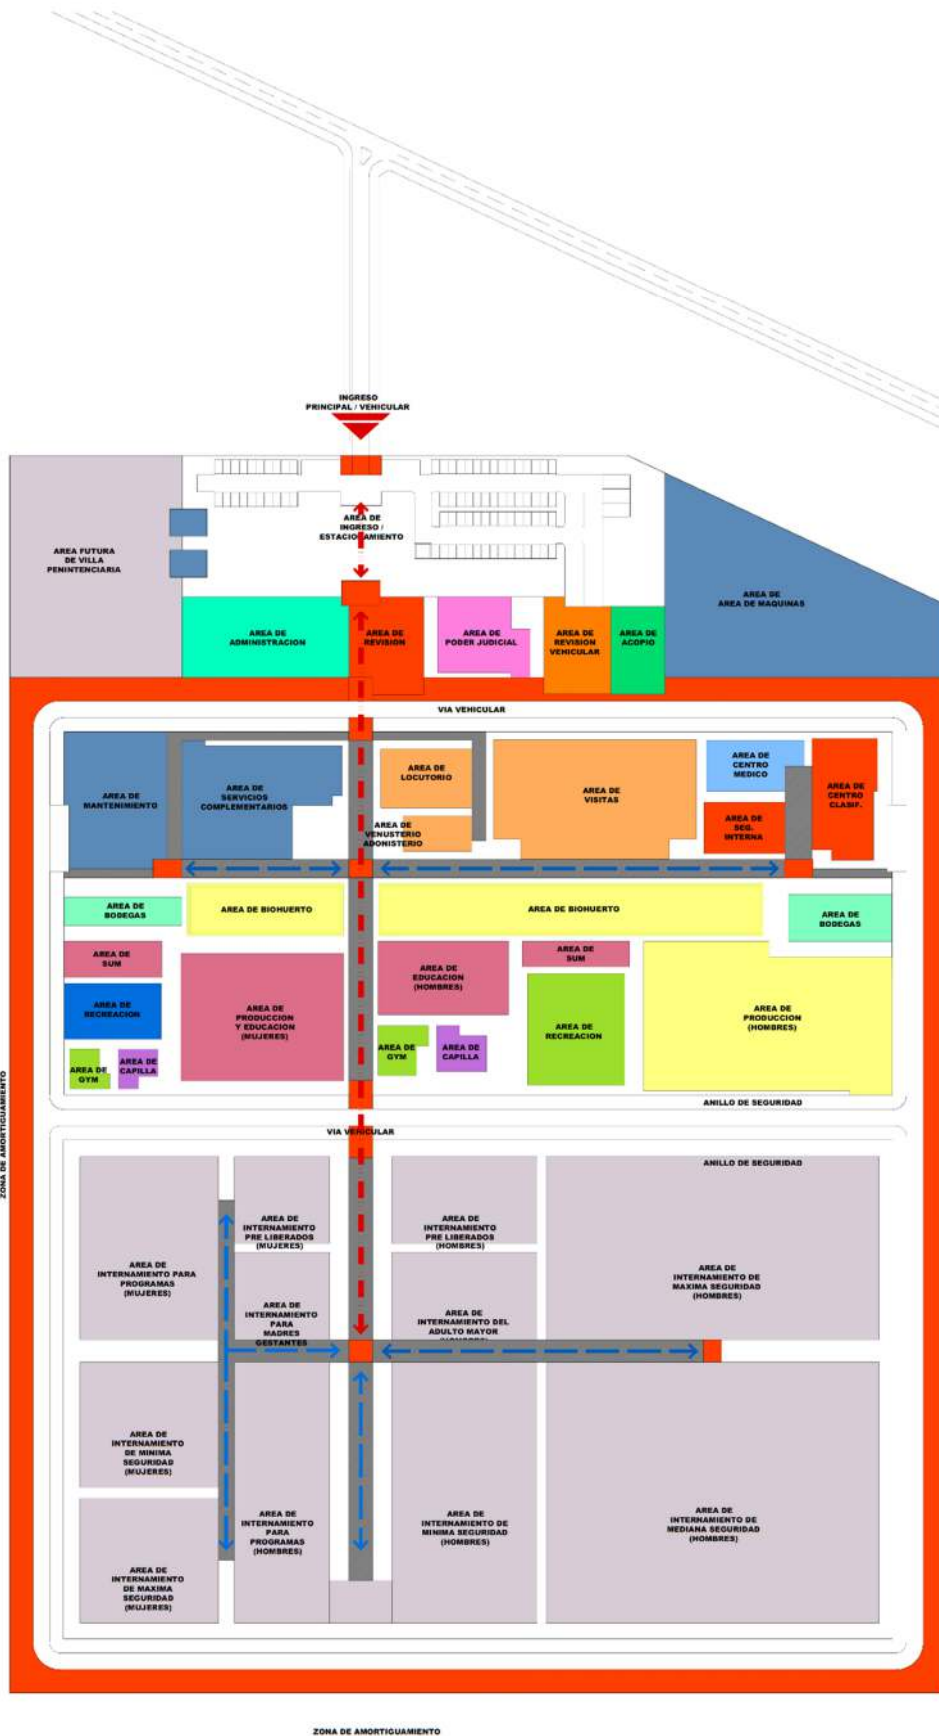 INGRESO
PRINCIPAL / VEHICULAR
AREA DE
INGRESO /
ESTACIONAMIENTO
AREA FUTURA
DE VILLA
PENINTENCIARIA
AREA DE
AREA DE MAQUINAS
AREA DE
ADMINISTRACION
AREA DE
REVISION
AREA DE
PODER JUDICIAL
AREA DE
REVISION
VEHICULAR
AREA DE
ACOPIO
VIA VEHICULAR
AREA DE
MANTENIMIENTO
AREA DE
SERVICIOS
COMPLEMENTARIOS
AREA DE
LOCUTORIO
AREA DE
VENUSTERIO
ADONISTERIO
AREA DE
VISITAS
AREA DE
CENTRO
MEDICO
AREA DE
SEG.
INTERNA
AREA DE
CENTRO
CLASIF.
AREA DE
BODEGAS
AREA DE BIOHUERTO
AREA DE BIOHUERTO
AREA DE
BODEGAS
AREA DE
SUM
AREA DE
RECREACION
AREA DE
GYM
AREA DE
CAPILLA
AREA DE
PRODUCCION
Y EDUCACION
(MUJERES)
AREA DE
EDUCACION
(HOMBRES)
AREA DE
SUM
AREA DE
GYM
AREA DE
CAPILLA
AREA DE
RECREACION
AREA DE
PRODUCCION
(HOMBRES)
ANILLO DE SEGURIDAD
VIA VEHICULAR
ANILLO DE SEGURIDAD
ZONA DE AMORTIGUAMIENTO
AREA DE
INTERNAMIENTO PARA
PROGRAMAS
(MUJERES)
AREA DE
INTERNAMIENTO
PRE LIBERADOS
(MUJERES)
AREA DE
INTERNAMIENTO
PARA
MADRES
GESTANTES
AREA DE
INTERNAMIENTO
PRE LIBERADOS
(HOMBRES)
AREA DE
INTERNAMIENTO DEL
ADULTO MAYOR
(HOMBRES)
AREA DE
INTERNAMIENTO DE
MAXIMA SEGURIDAD
(HOMBRES)
AREA DE
INTERNAMIENTO
DE MINIMA
SEGURIDAD
(MUJERES)
AREA DE
INTERNAMIENTO
DE MAXIMA
SEGURIDAD
(MUJERES)
AREA DE
INTERNAMIENTO
PARA
PROGRAMAS
(HOMBRES)
AREA DE
INTERNAMIENTO DE
MINIMA SEGURIDAD
(HOMBRES)
AREA DE
INTERNAMIENTO DE
MEDIANA SEGURIDAD
(HOMBRES)
ZONA DE AMORTIGUAMIENTO